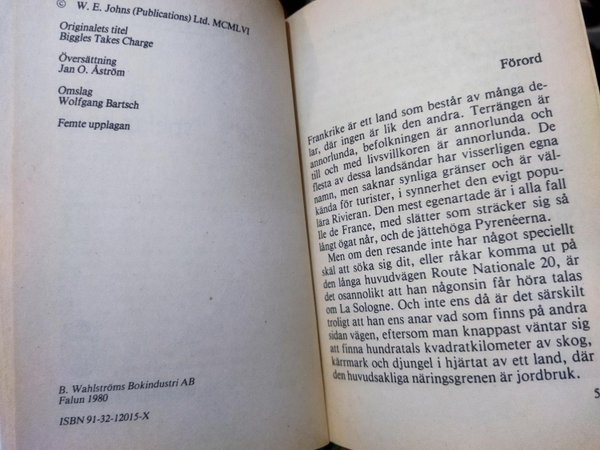 © W. E. Johns (Publications) Ltd. MCMLVI
Originalets titel
Biggles Takes Charge
Översättning
Jan O. Åström
Omslag
Wolfgang Bartsch
Femte upplagan
B. Wahlströms Bokindustri AB
Falun 1980
ISBN 91-32-12015-X
Förord
Frankrike är ett land som består av många de-
lar, där ingen är lik den andra. Terrängen är
annorlunda, befolkningen är annorlunda och
till och med livsvillkoren är annorlunda. De
flesta av dessa landsändar har visserligen egna
namn, men saknar synliga gränser och är väl-
kända för turister, i synnerhet den evigt popu-
lära Rivieran. Den mest egenartade är i alla fall
Ile de France, med slätter som sträcker sig så
långt ögat når, och de jättehöga Pyrenéerna.
Men om den resande inte har något speciellt
skäl att söka sig dit, eller råkar komma ut på
den långa huvudvägen Route Nationale 20, är
det osannolikt att han någonsin får höra talas
om La Sologne. Och inte ens då är det särskilt
troligt att han ens anar vad som finns på andra
sidan vägen, eftersom man knappast väntar sig
att finna hundratals kvadratkilometer av skog,
kärrmark och djungel i hjärtat av ett land, där
den huvudsakliga näringsgrenen är jordbruk.
5